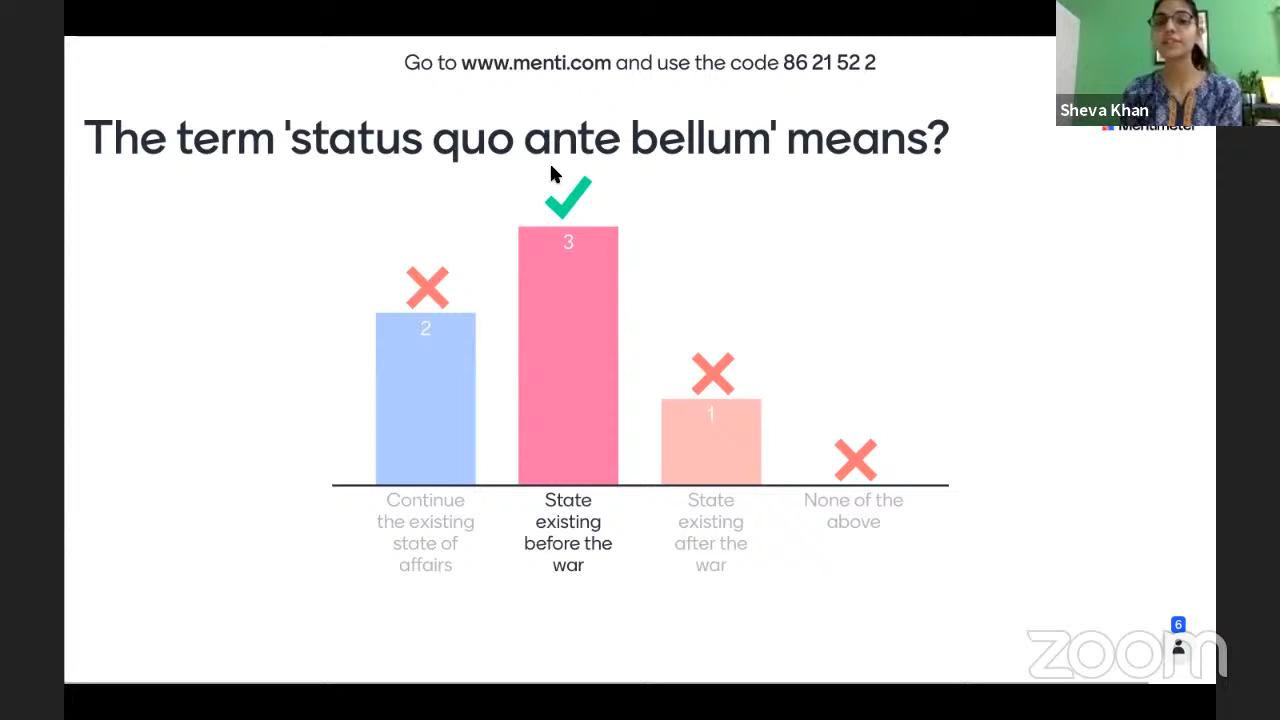 Go to www.menti.com and use the code 86 21 52 2
Sheva Khan
Mentimeter
The term 'status quo ante bellum' means?
3
2
1
Continue
the existing
state of
affairs
State
existing
before the
war
State
existing
after the
war
None of the
above
6
zoom